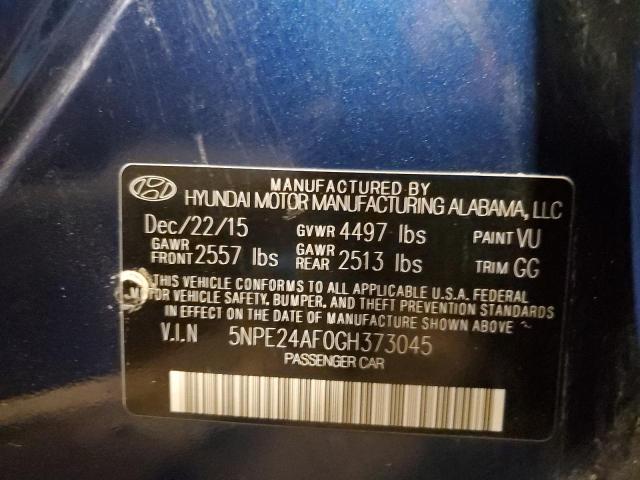 MANUFACTURED BY
HYUNDAI MOTOR MANUFACTURING ALABAMA, LLC
Dec/22/15 GVWR 4497 lbs PAINT VU
GAWR FRONT 2557 lbs GAWR REAR 2513 lbs TRIM GG
THIS VEHICLE CONFORMS TO ALL APPLICABLE U.S.A. FEDERAL
MOTOR VEHICLE SAFETY, BUMPER, AND THEFT PREVENTION STANDARDS
IN EFFECT ON THE DATE OF MANUFACTURE SHOWN ABOVE.
V.I.N 5NPE24AF0GH373045
PASSENGER CAR